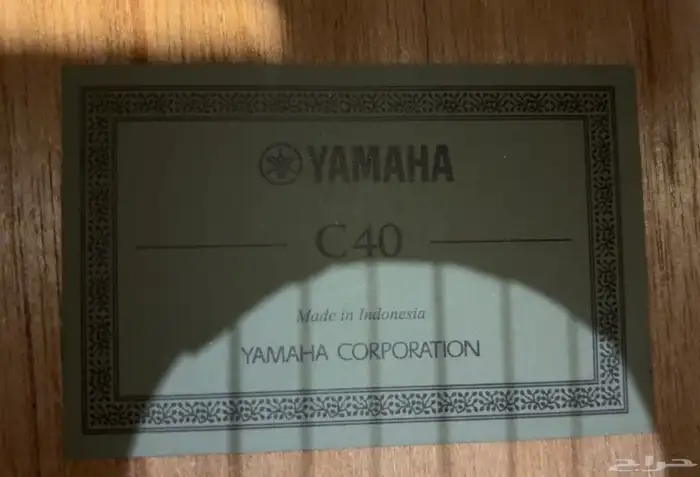 YAMAHA
C40
Made in Indonesia
YAMAHA CORPORATION
حراج